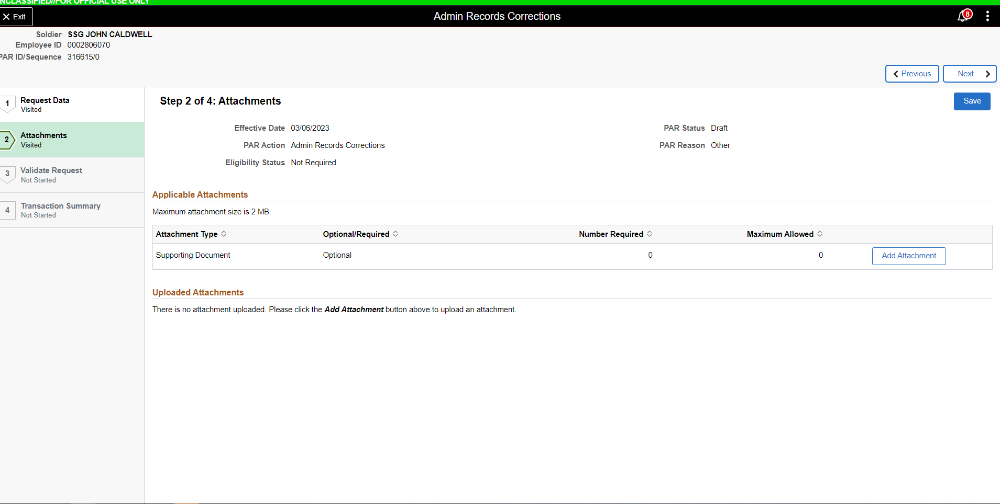 NCLASSIFIED//FOR OFFICIAL USE ONLY
Exit
Admin Records Corrections
8
Soldier SSG JOHN CALDWELL
Employee ID 0002806070
PAR ID/Sequence 316615/0
Previous
Next
1
Request Data
Visited
2
Attachments
Visited
3
Validate Request
Not Started
4
Transaction Summary
Not Started
Step 2 of 4: Attachments
Save
Effective Date 03/06/2023
PAR Status Draft
PAR Action Admin Records Corrections
PAR Reason Other
Eligibility Status Not Required
Applicable Attachments
Maximum attachment size is 2 MB.
Attachment Type Optional/Required Number Required Maximum Allowed
Supporting Document Optional 0 0 Add Attachment
Uploaded Attachments
There is no attachment uploaded. Please click the Add Attachment button above to upload an attachment.